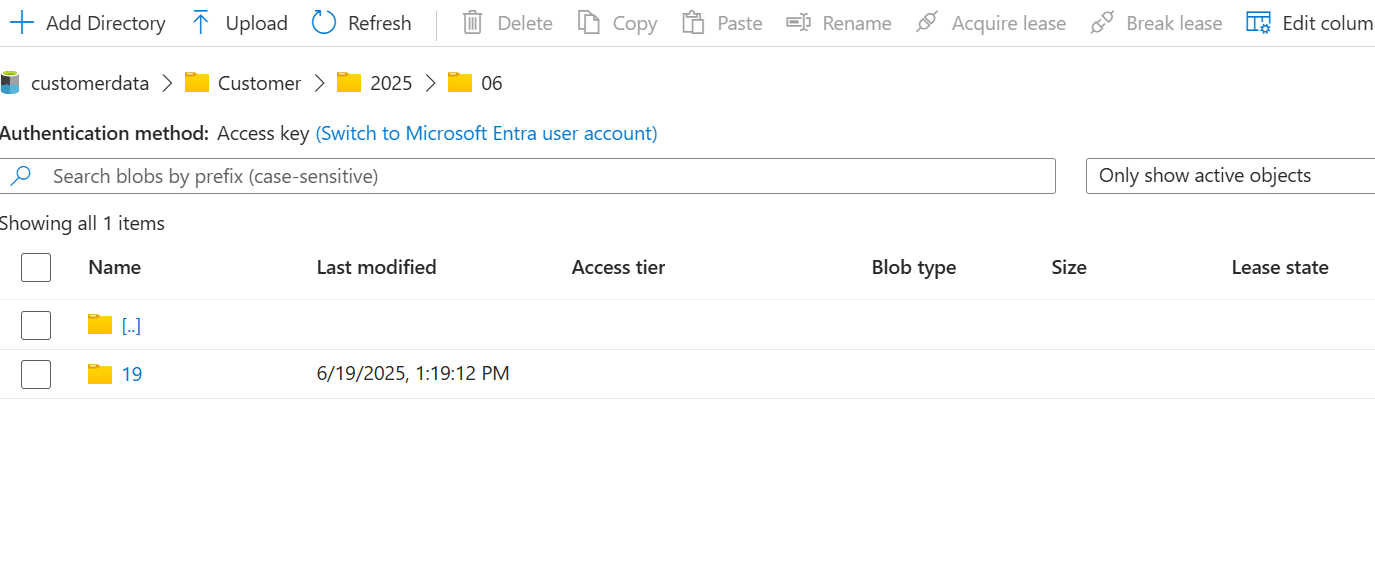 Add Directory Upload Refresh Delete Copy Paste Rename Acquire lease Break lease Edit colum
customerdata > Customer > 2025 > 06
Authentication method: Access key (Switch to Microsoft Entra user account)
Search blobs by prefix (case-sensitive) Only show active objects
Showing all 1 items
Name Last modified Access tier Blob type Size Lease state
[..]
19 6/19/2025, 1:19:12 PM